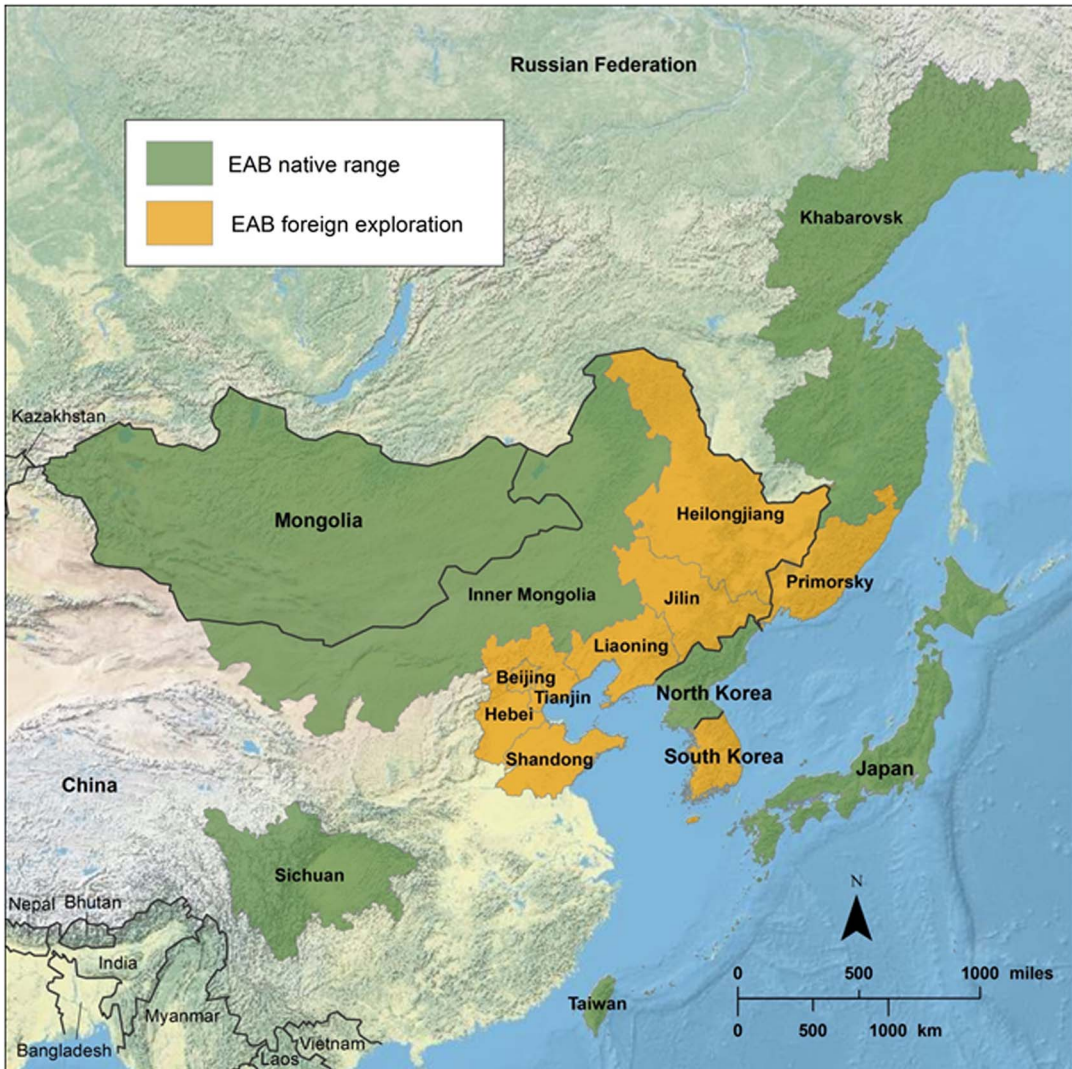 Russian Federation
EAB native range
EAB foreign exploration
Khabarovsk
Kazakhstan
Mongolia
Heilongjiang
Primorsky
Inner Mongolia
Jilin
Liaoning
Beijing
Tianjin
North Korea
Hebei
Shandong
South Korea
Japan
China
Sichuan
Nepal
Bhutan
N
India
0 500 1000 miles
Taiwan
Myanmar
0 500 1000 km
Vietnam
Bangladesh
Laos